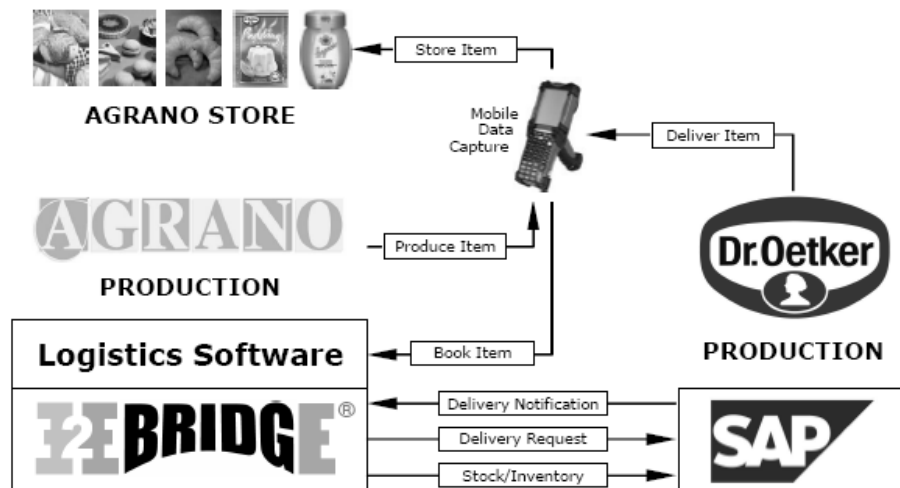 Store Item
Pudding
AGRANO STORE
Mobile
Data
Capture
Deliver Item
AGRANO
Produce Item
PRODUCTION
Dr.Oetker
PRODUCTION
Logistics Software
Book Item
E2E BRIDGE®
Delivery Notification
Delivery Request
Stock/Inventory
SAP